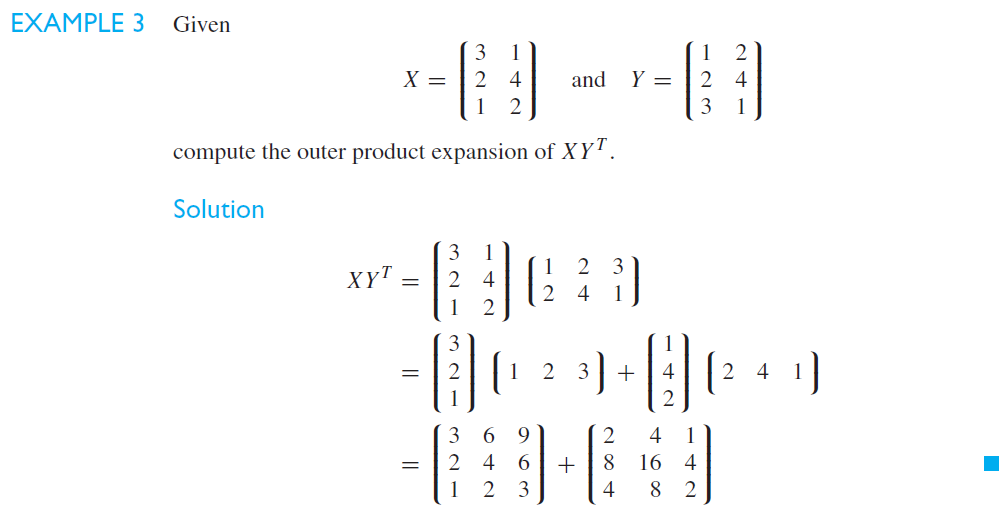 EXAMPLE 3 Given
X = ( 3 1 ; 2 4 ; 1 2 ) and Y = ( 1 2 ; 2 4 ; 3 1 )
compute the outer product expansion of XY^T.
Solution
XY^T = ( 3 1 ; 2 4 ; 1 2 ) ( 1 2 3 ; 2 4 1 )
= ( 3 ; 2 ; 1 ) ( 1 2 3 ) + ( 1 ; 4 ; 2 ) ( 2 4 1 )
= ( 3 6 9 ; 2 4 6 ; 1 2 3 ) + ( 2 4 1 ; 8 16 4 ; 4 8 2 )